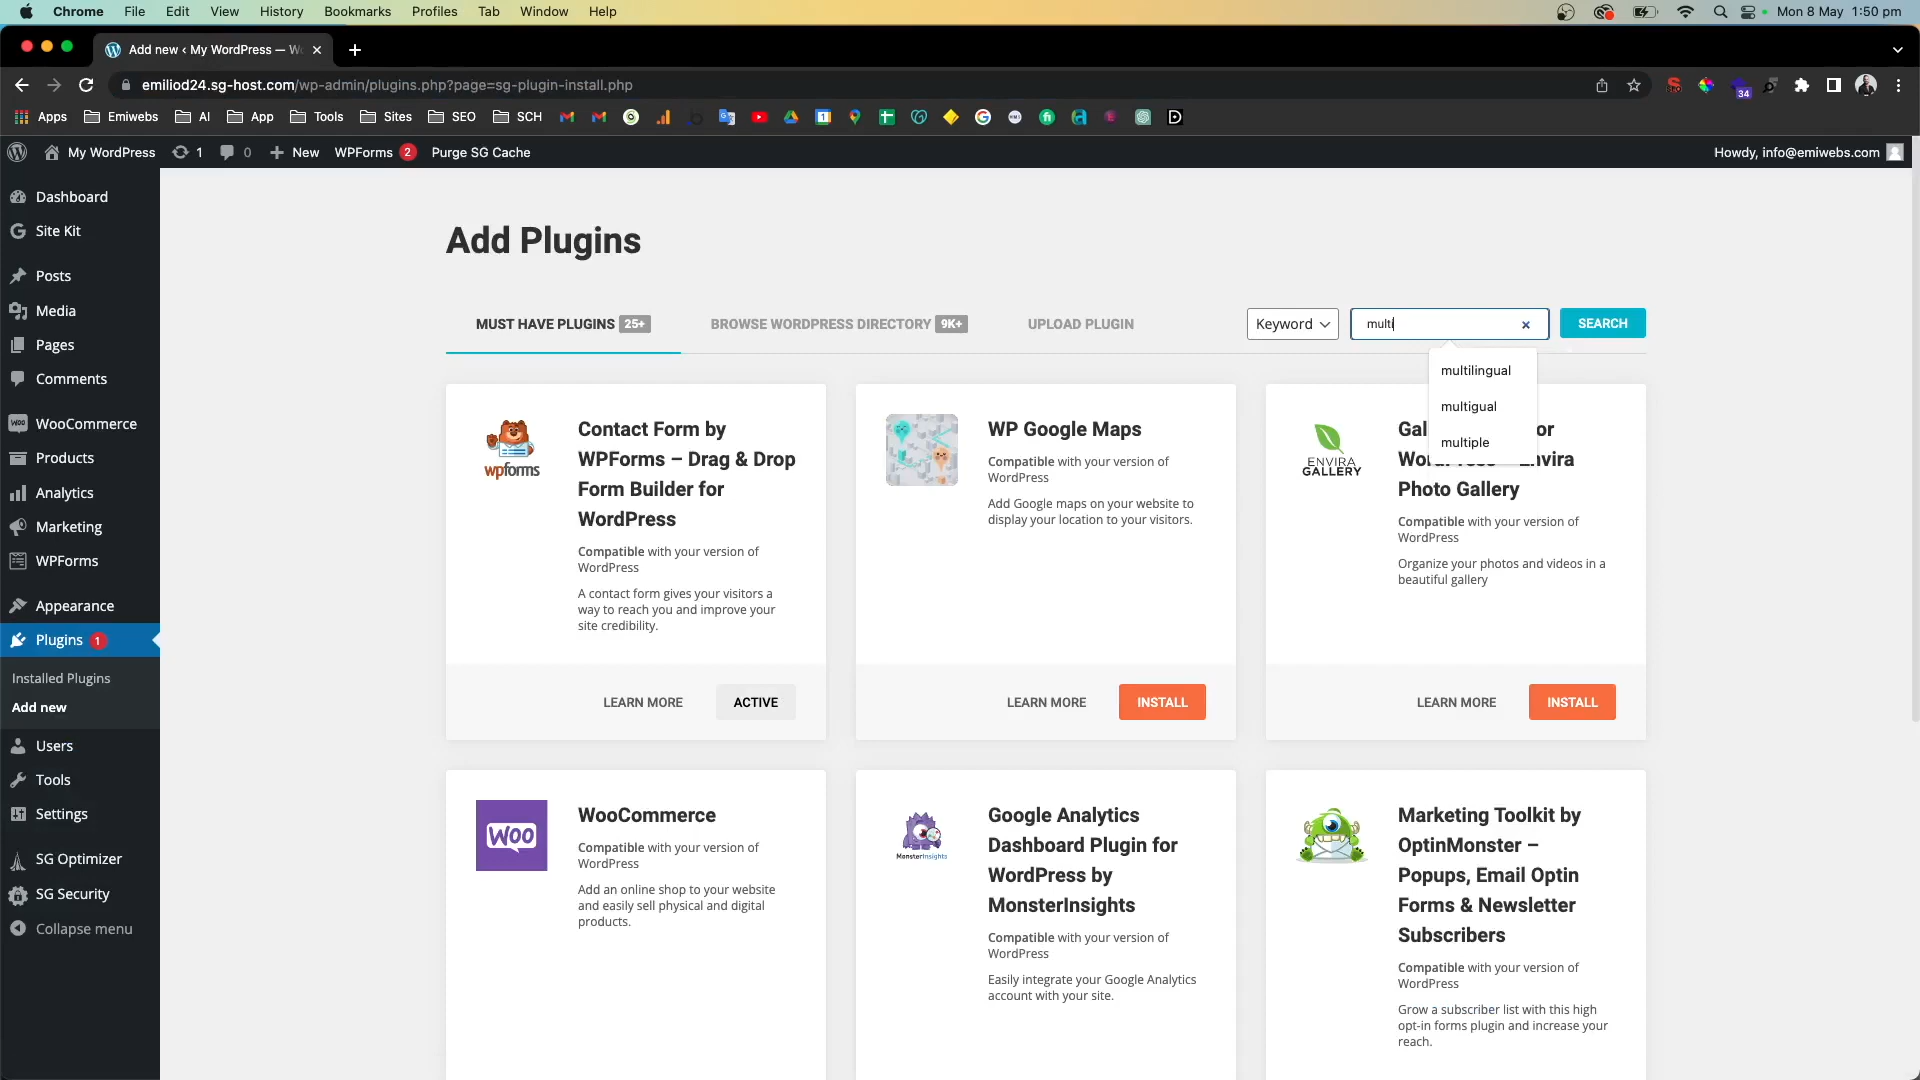 Chrome File Edit View History Bookmarks Profiles Tab Window Help Mon 8 May 1:50 pm
Add new ‹ My WordPress — W
emiliod24.sg-host.com/wp-admin/plugins.php?page=sg-plugin-install.php 34
Apps Emiwebs AI App Tools Sites SEO SCH
My WordPress 1 0 New WPForms 2 Purge SG Cache Howdy, info@emiwebs.com
Dashboard
Site Kit
Posts
Media
Pages
Comments
WooCommerce
Products
Analytics
Marketing
WPForms
Appearance
Plugins 1
Installed Plugins
Add new
Users
Tools
Settings
SG Optimizer
SG Security
Collapse menu
Add Plugins
MUST HAVE PLUGINS 25+ BROWSE WORDPRESS DIRECTORY 9K+ UPLOAD PLUGIN Keyword multi SEARCH
multilingual
multigual
multiple
wpforms
Contact Form by
WPForms – Drag & Drop
Form Builder for
WordPress
Compatible with your version of
WordPress
A contact form gives your visitors a
way to reach you and improve your
site credibility.
LEARN MORE ACTIVE
WP Google Maps
Compatible with your version of
WordPress
Add Google maps on your website to
display your location to your visitors.
LEARN MORE INSTALL
ENVIRA
GALLERY
Photo Gallery
Compatible with your version of
WordPress
Organize your photos and videos in a
beautiful gallery
LEARN MORE INSTALL
WOO
WooCommerce
Compatible with your version of
WordPress
Add an online shop to your website
and easily sell physical and digital
products.
MonsterInsights
Google Analytics
Dashboard Plugin for
WordPress by
MonsterInsights
Compatible with your version of
WordPress
Easily integrate your Google Analytics
account with your site.
Marketing Toolkit by
OptinMonster –
Popups, Email Optin
Forms & Newsletter
Subscribers
Compatible with your version of
WordPress
Grow a subscriber list with this high
opt-in forms plugin and increase your
reach.